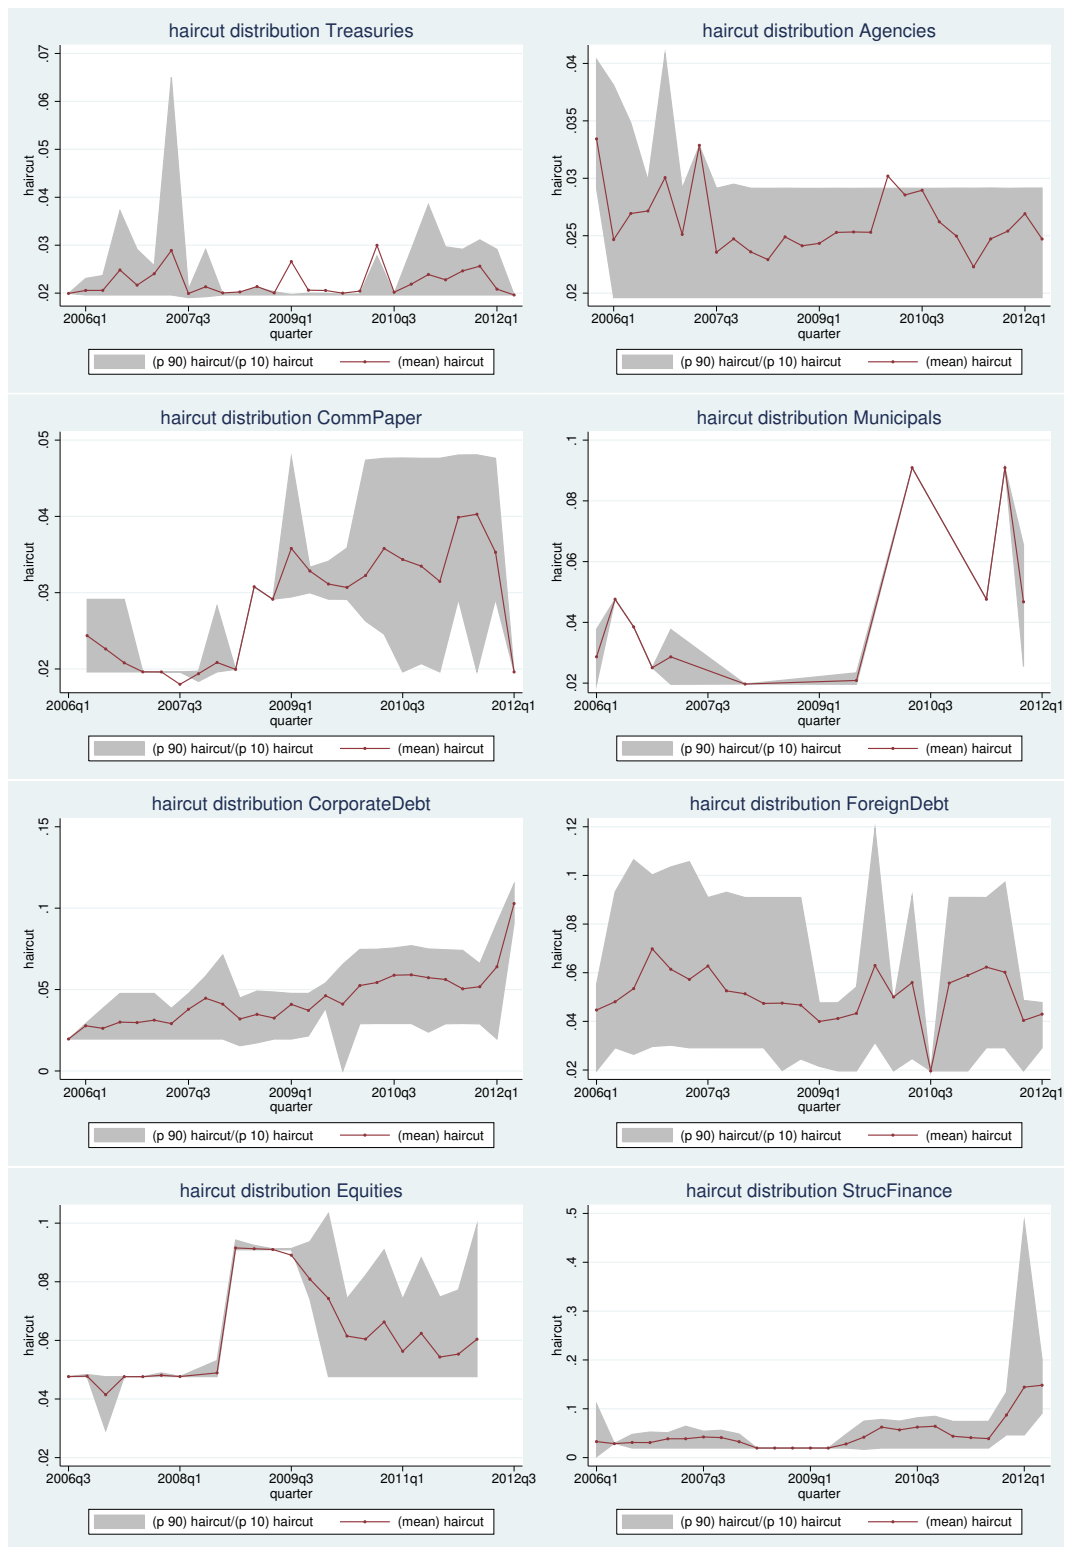 haircut distribution Treasuries
haircut
.07
.06
.05
.04
.03
.02
2006q1 2007q3 2009q1 2010q3 2012q1
quarter
(p 90) haircut/(p 10) haircut (mean) haircut
haircut distribution Agencies
haircut
.04
.035
.03
.025
.02
2006q1 2007q3 2009q1 2010q3 2012q1
quarter
(p 90) haircut/(p 10) haircut (mean) haircut
haircut distribution CommPaper
haircut
.05
.04
.03
.02
2006q1 2007q3 2009q1 2010q3 2012q1
quarter
(p 90) haircut/(p 10) haircut (mean) haircut
haircut distribution Municipals
haircut
.1
.08
.06
.04
.02
2006q1 2007q3 2009q1 2010q3 2012q1
quarter
(p 90) haircut/(p 10) haircut (mean) haircut
haircut distribution CorporateDebt
haircut
.15
.1
.05
0
2006q1 2007q3 2009q1 2010q3 2012q1
quarter
(p 90) haircut/(p 10) haircut (mean) haircut
haircut distribution ForeignDebt
haircut
.12
.1
.08
.06
.04
.02
2006q1 2007q3 2009q1 2010q3 2012q1
quarter
(p 90) haircut/(p 10) haircut (mean) haircut
haircut distribution Equities
haircut
.1
.08
.06
.04
.02
2006q3 2008q1 2009q3 2011q1 2012q3
quarter
(p 90) haircut/(p 10) haircut (mean) haircut
haircut distribution StrucFinance
haircut
.5
.4
.3
.2
.1
0
2006q1 2007q3 2009q1 2010q3 2012q1
quarter
(p 90) haircut/(p 10) haircut (mean) haircut